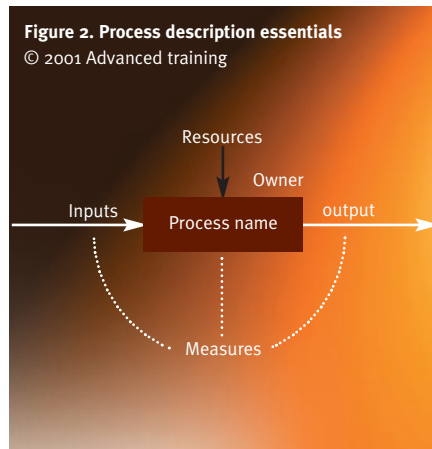 Figure 2. Process description essentials
© 2001 Advanced training
Resources
Owner
Inputs
Process name
output
Measures